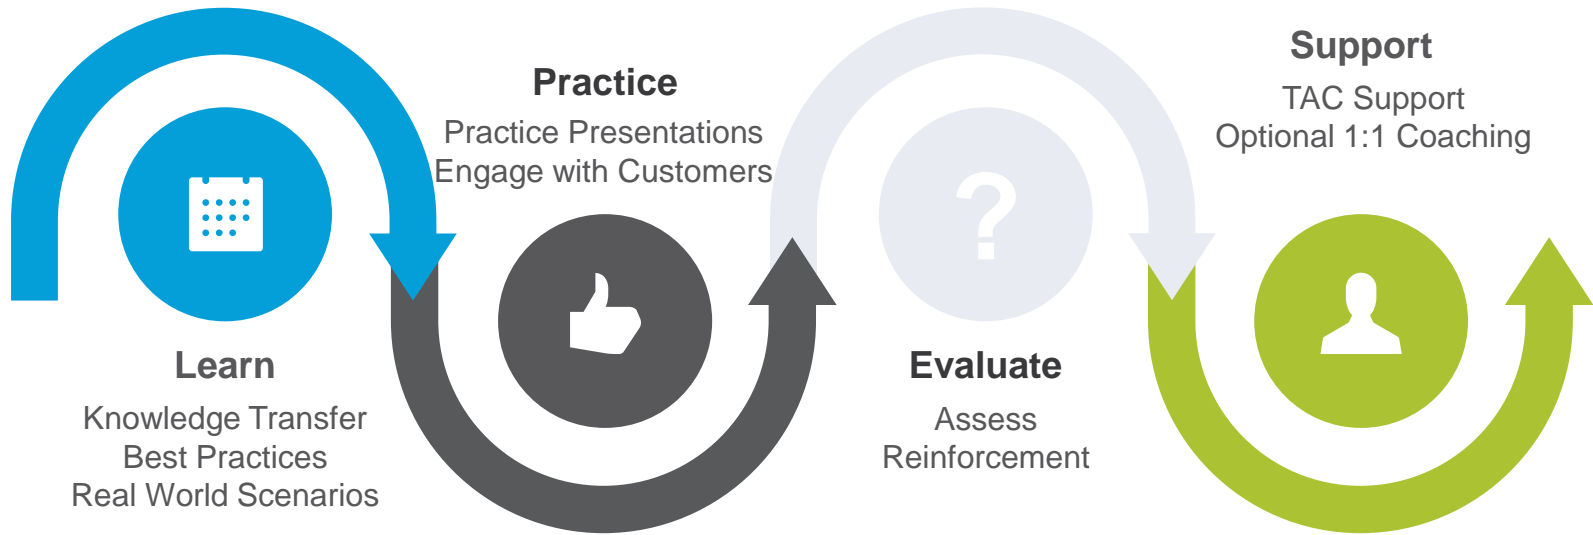 Learn
Knowledge Transfer
Best Practices
Real World Scenarios
Practice
Practice Presentations
Engage with Customers
?
Evaluate
Assess
Reinforcement
Support
TAC Support
Optional 1:1 Coaching